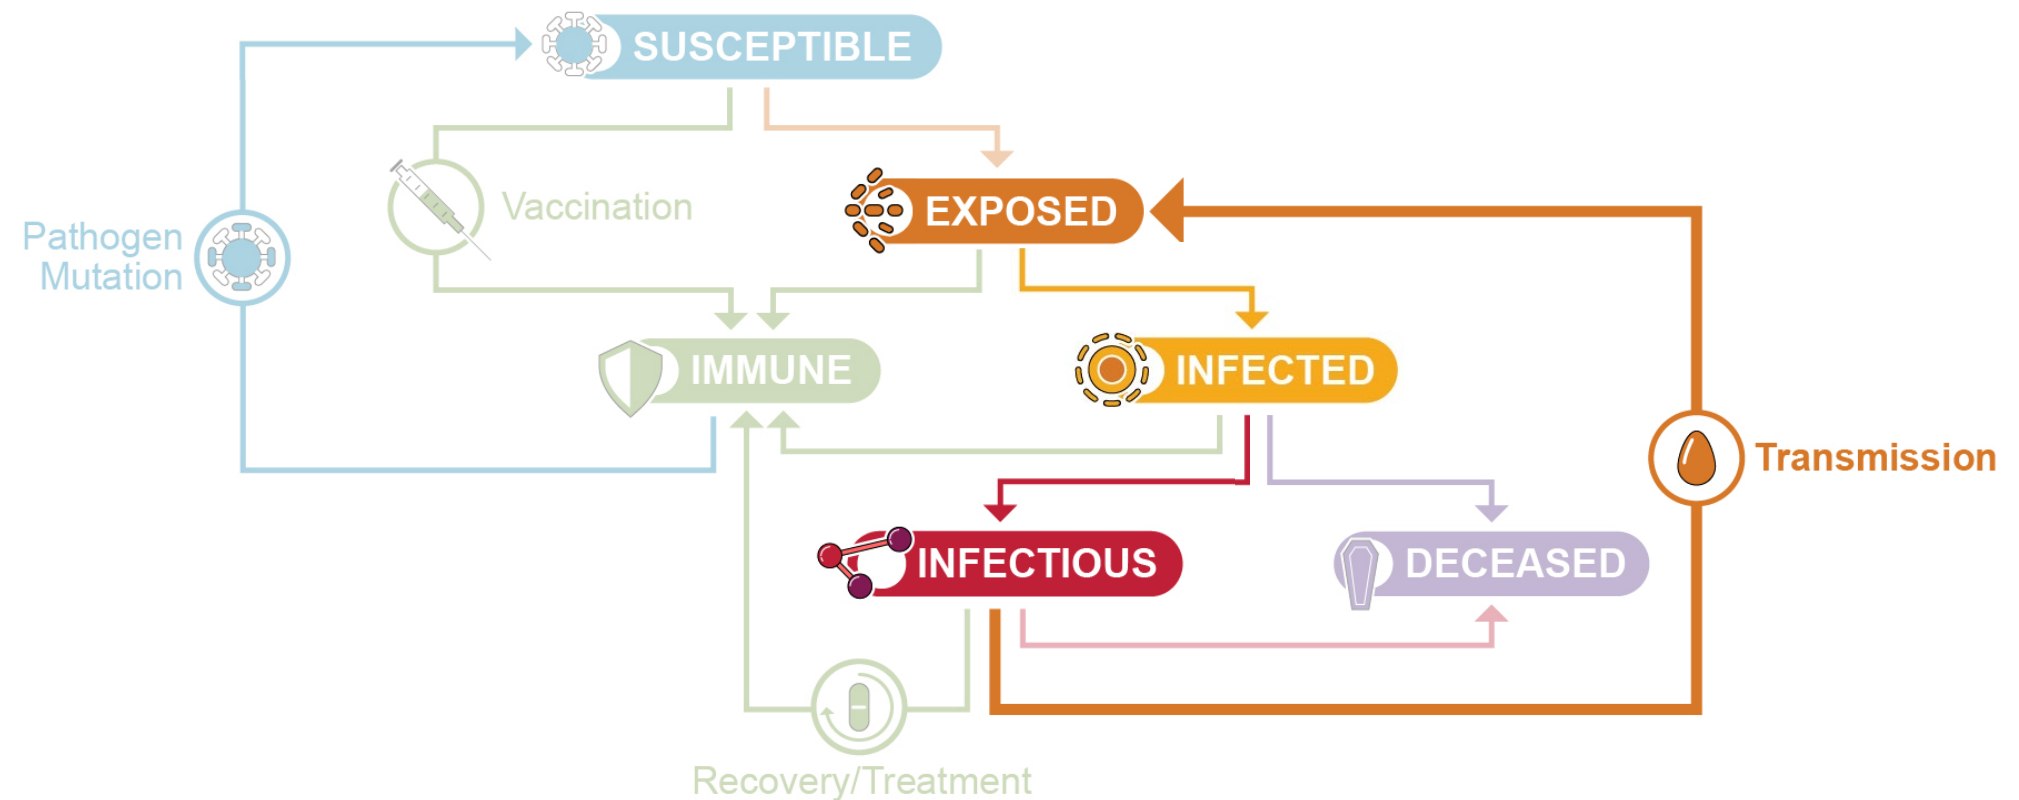 SUSCEPTIBLE
Vaccination
EXPOSED
Pathogen
Mutation
IMMUNE
INFECTED
Transmission
INFECTIOUS
DECEASED
Recovery/Treatment